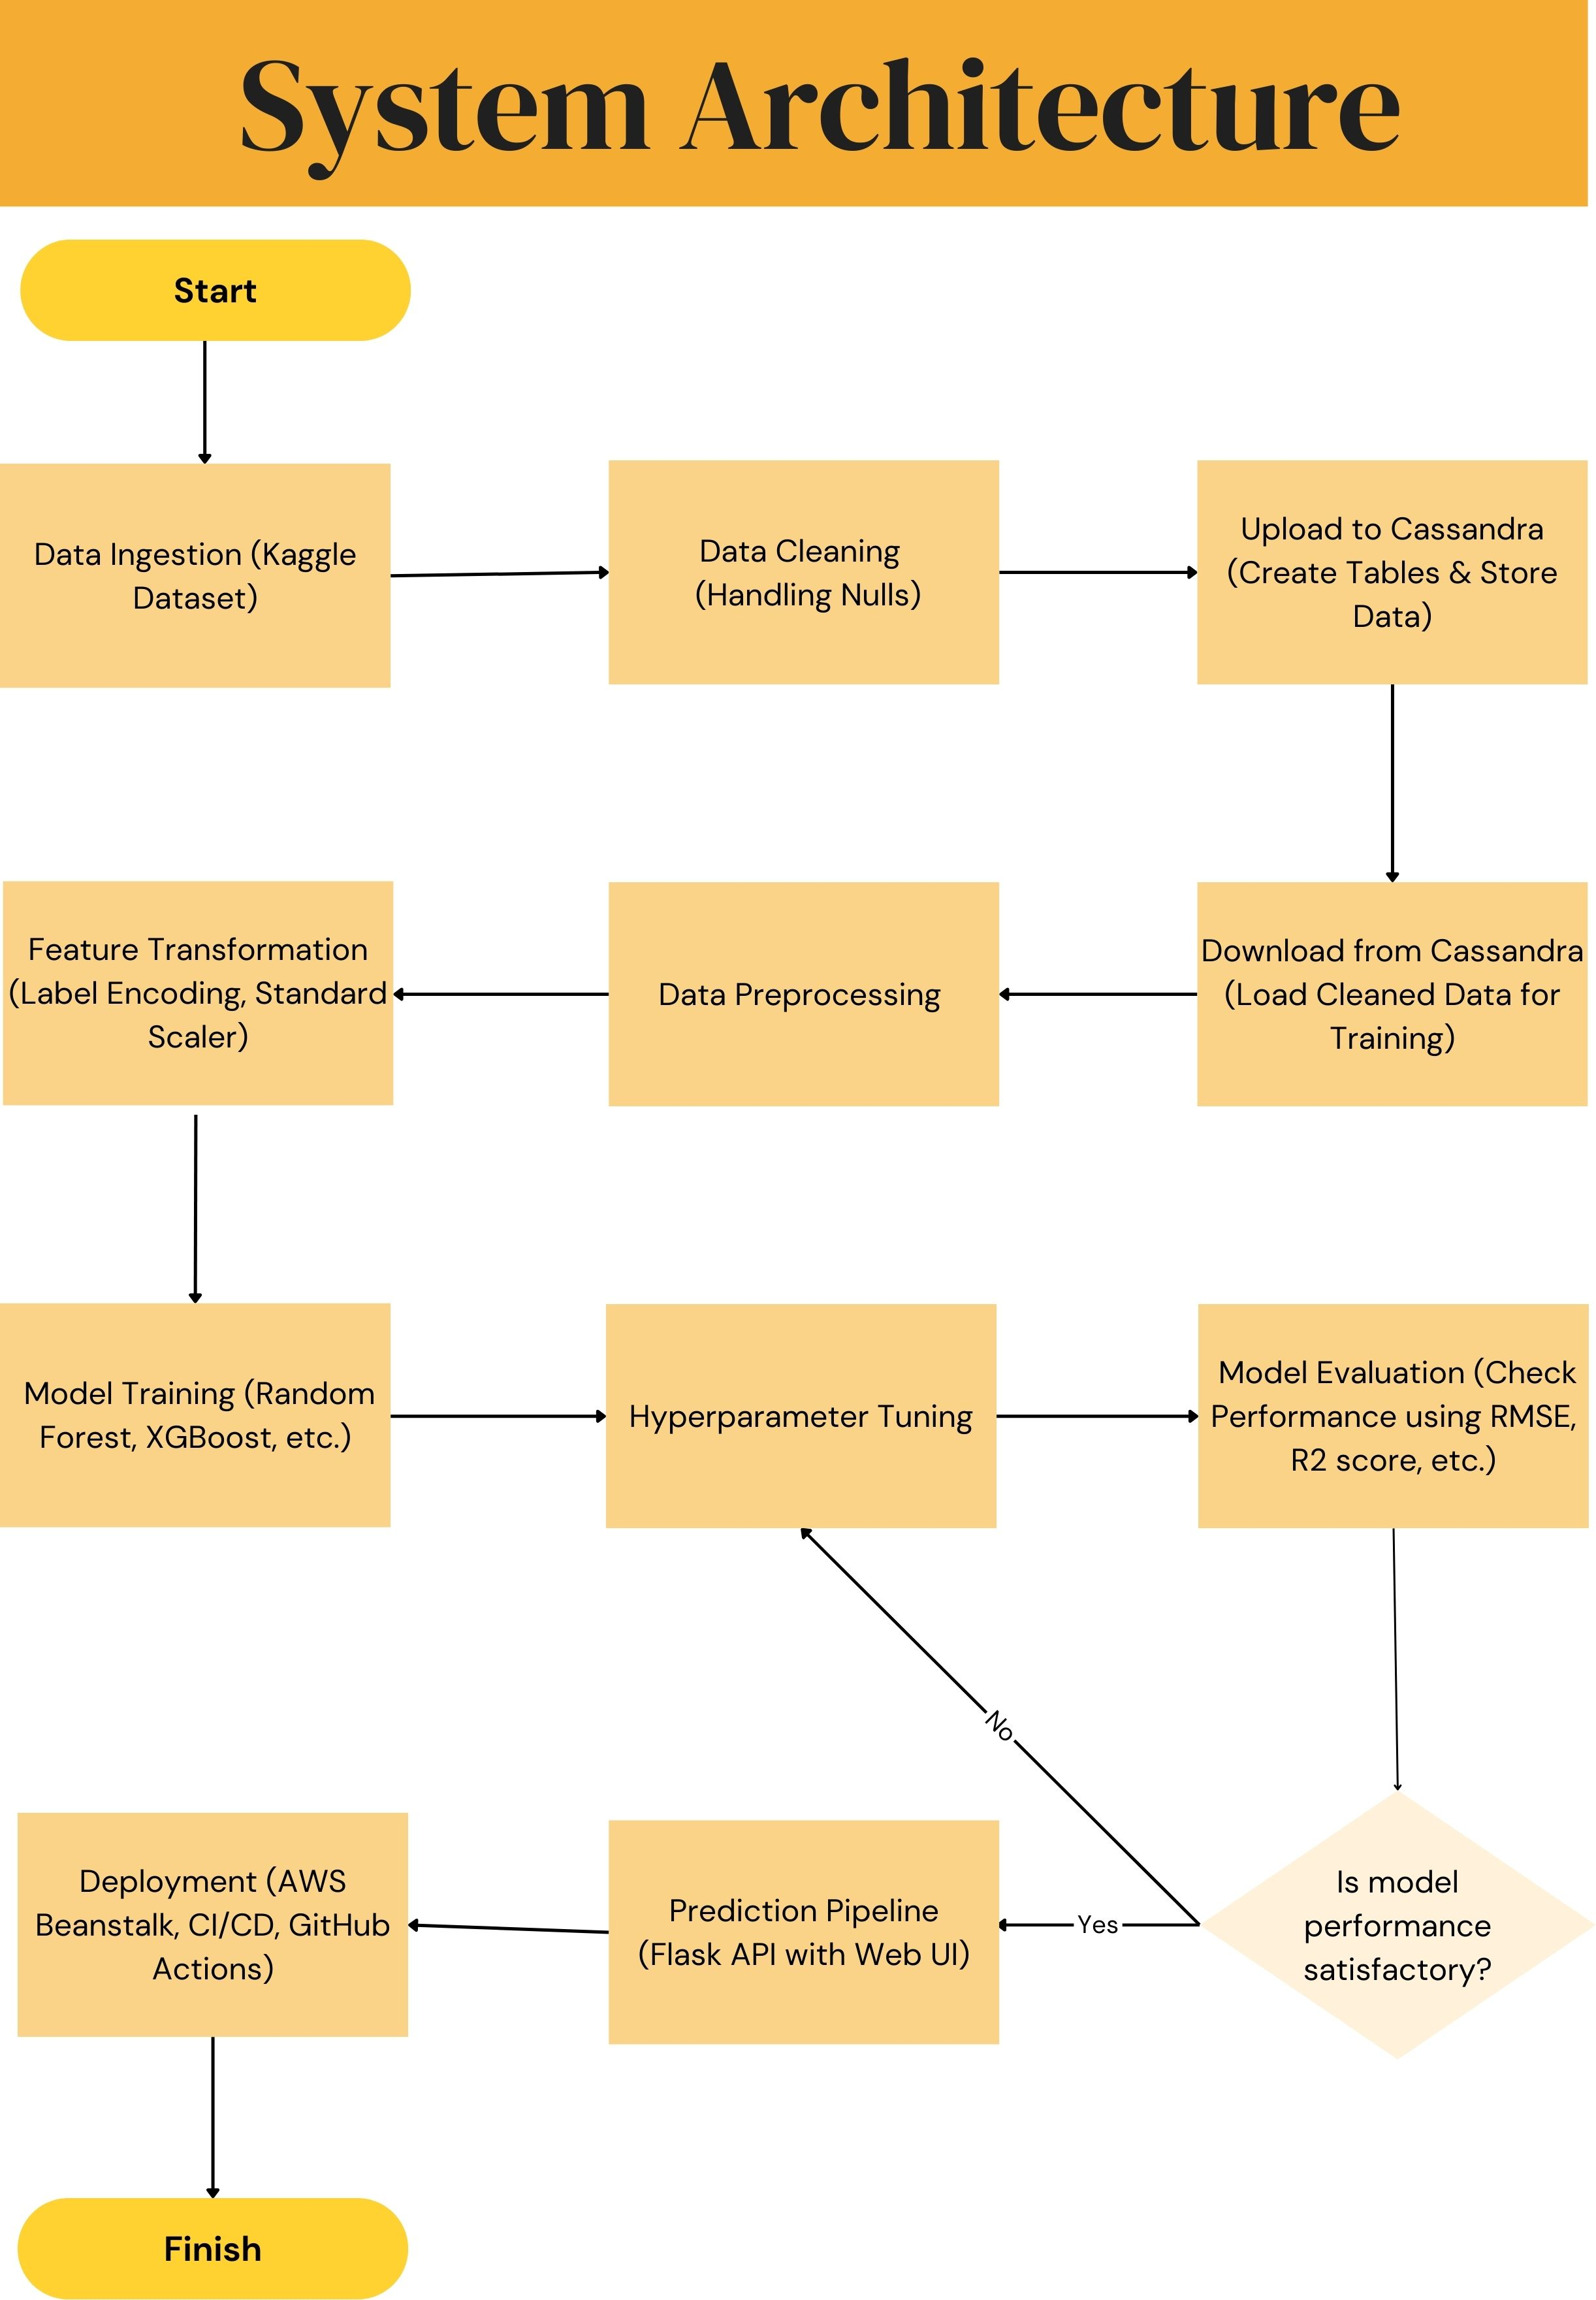 System Architecture
Start
Data Ingestion (Kaggle
Dataset)
Data Cleaning
(Handling Nulls)
Upload to Cassandra
(Create Tables & Store
Data)
Download from Cassandra
(Load Cleaned Data for
Training)
Data Preprocessing
Feature Transformation
(Label Encoding, Standard
Scaler)
Model Training (Random
Forest, XGBoost, etc.)
Hyperparameter Tuning
Model Evaluation (Check
Performance using RMSE,
R2 score, etc.)
Is model
performance
satisfactory?
No
Yes
Prediction Pipeline
(Flask API with Web UI)
Deployment (AWS
Beanstalk, CI/CD, GitHub
Actions)
Finish